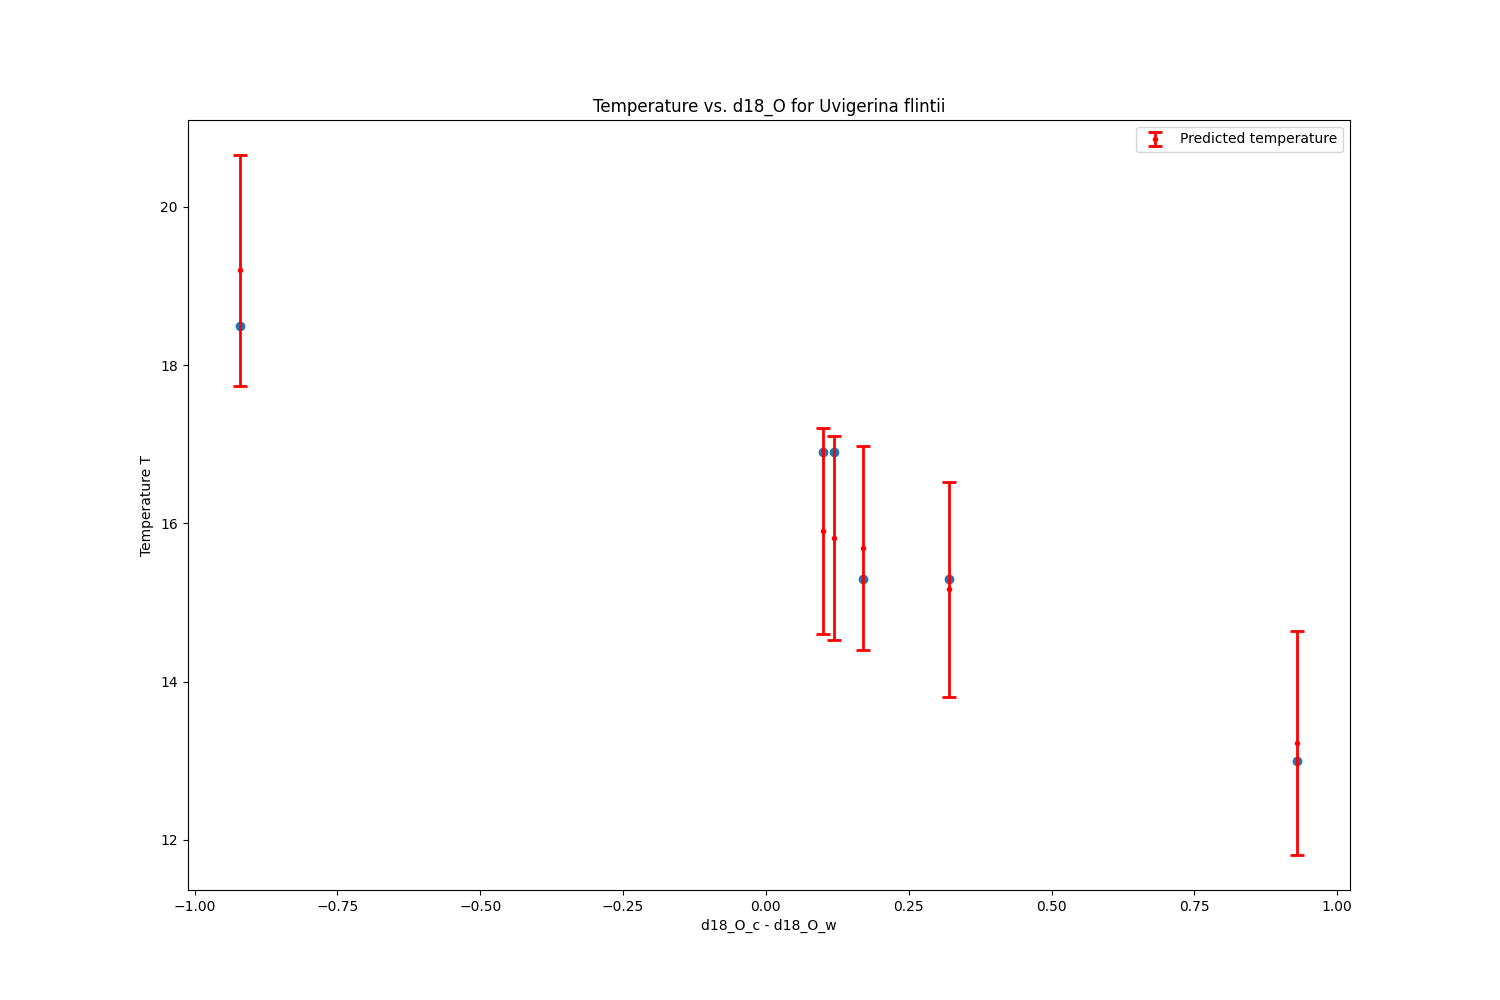 Temperature vs. d18_O for Uvigerina flintii
Predicted temperature
20
18
16
14
12
Temperature T
−1.00 −0.75 −0.50 −0.25 0.00 0.25 0.50 0.75 1.00
d18_O_c - d18_O_w